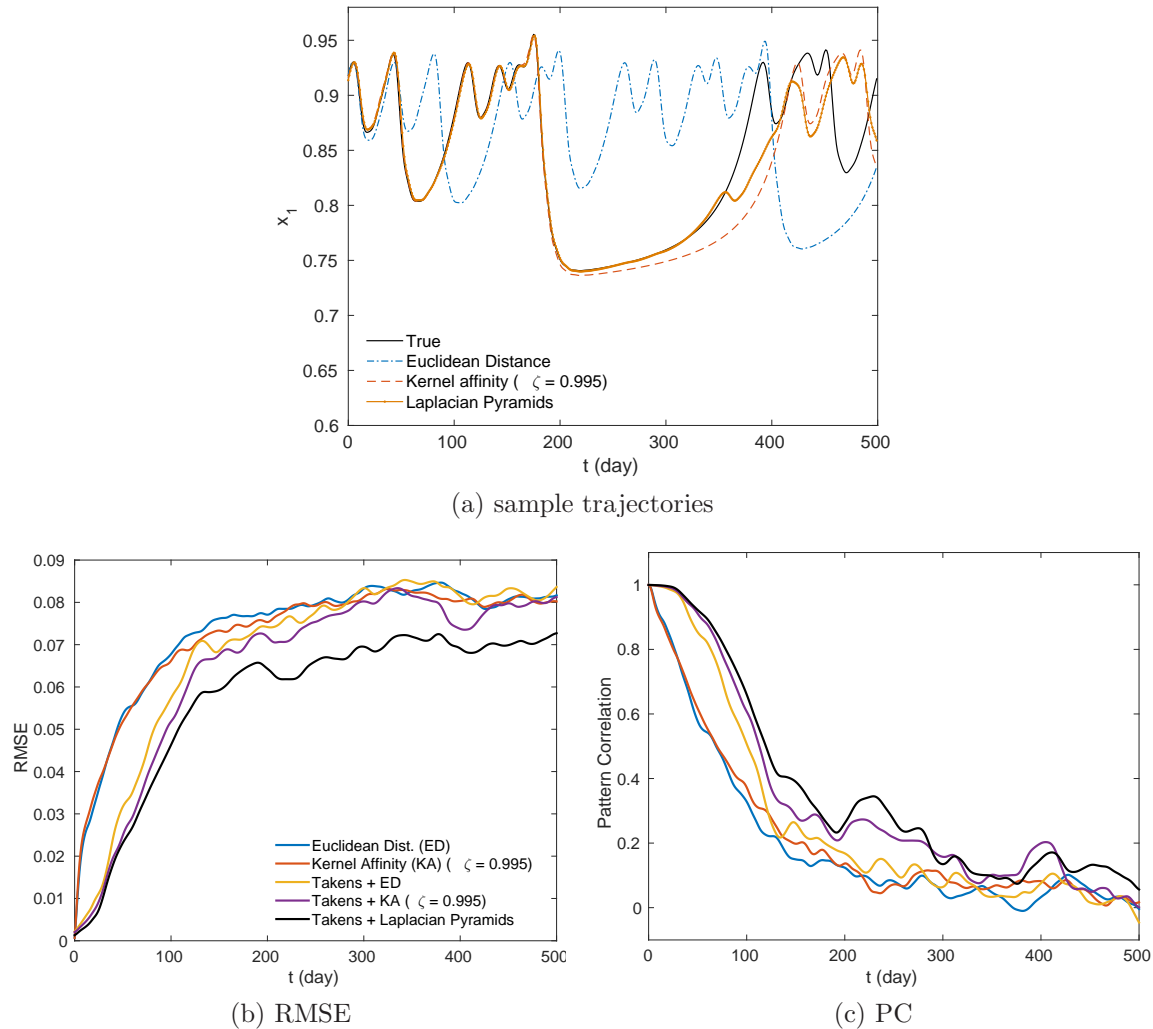 0.95
0.9
0.85
0.8
0.75
0.7
0.65
0.6
x1
True
Euclidean Distance
Kernel affinity ( ζ = 0.995)
Laplacian Pyramids
0 100 200 300 400 500
t (day)
(a) sample trajectories
0.09
0.08
0.07
0.06
0.05
0.04
0.03
0.02
0.01
0
RMSE
Euclidean Dist. (ED)
Kernel Affinity (KA) ( ζ = 0.995)
Takens + ED
Takens + KA ( ζ = 0.995)
Takens + Laplacian Pyramids
0 100 200 300 400 500
t (day)
(b) RMSE
1
0.8
0.6
0.4
0.2
0
Pattern Correlation
0 100 200 300 400 500
t (day)
(c) PC